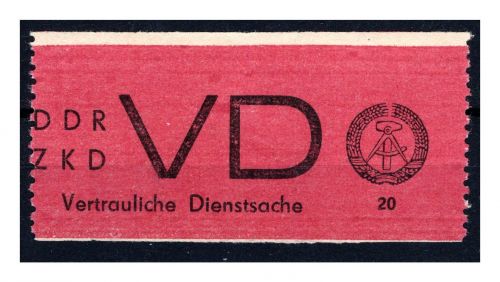 DDR
ZKD
VD
Vertrauliche Dienstsache
20